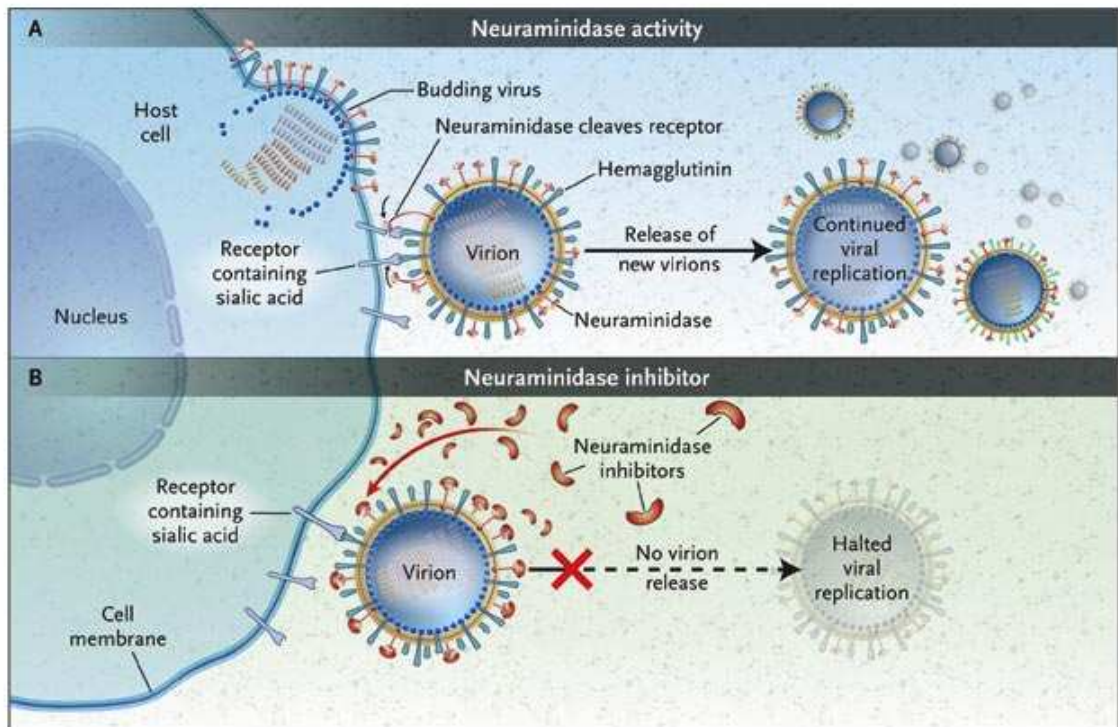 A
Neuraminidase activity
Host
cell
Budding virus
Neuraminidase cleaves receptor
Hemagglutinin
Receptor
containing
sialic acid
Virion
Release of
new virions
Continued
viral
replication
Nucleus
Neuraminidase
B
Neuraminidase inhibitor
Neuraminidase
inhibitors
Receptor
containing
sialic acid
Virion
No virion
release
Halted
viral
replication
Cell
membrane